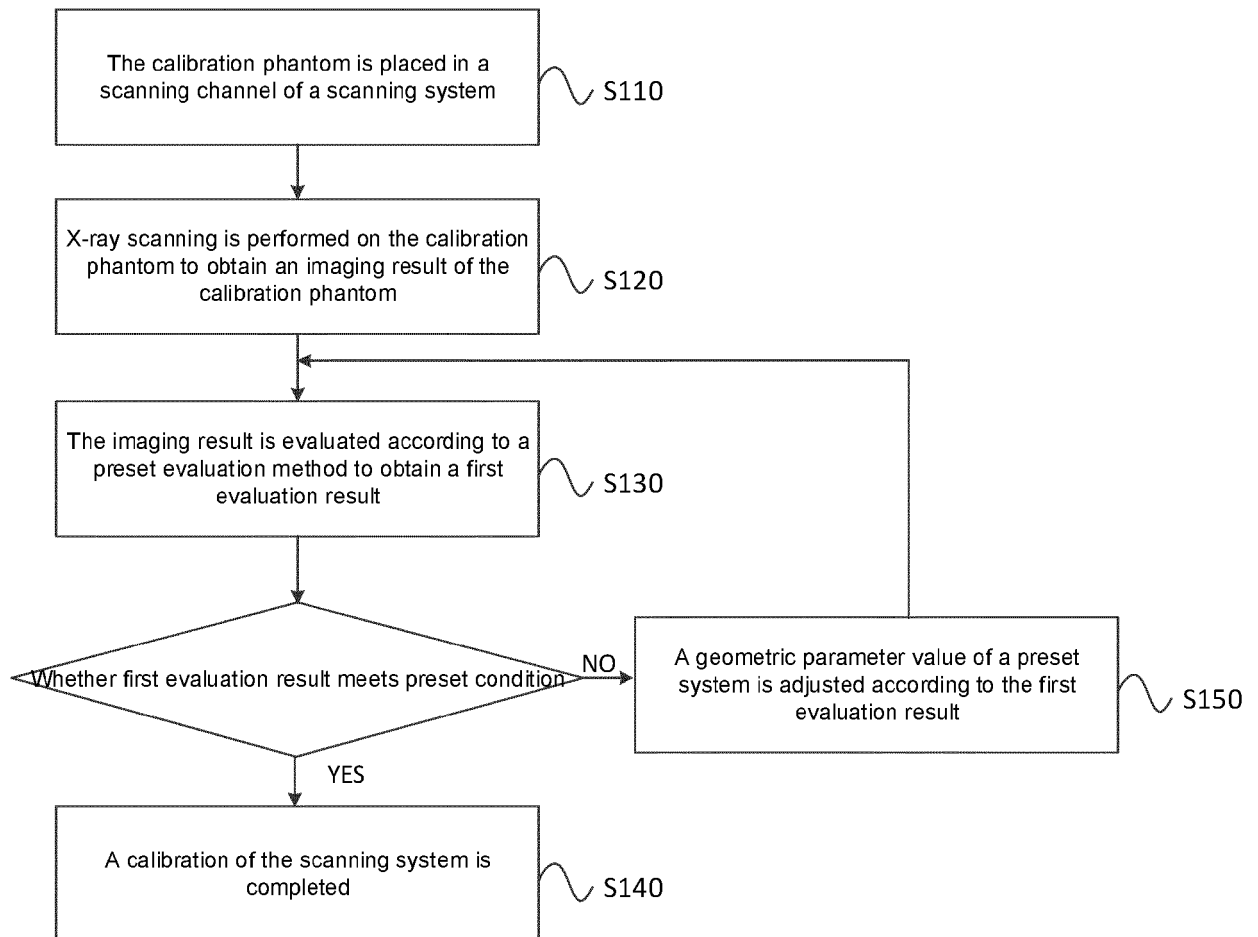 The calibration phantom is placed in a
scanning channel of a scanning system
S110
X-ray scanning is performed on the calibration
phantom to obtain an imaging result of the
calibration phantom
S120
The imaging result is evaluated according to a
preset evaluation method to obtain a first
evaluation result
S130
Whether first evaluation result meets preset condition
NO
A geometric parameter value of a preset
system is adjusted according to the first
evaluation result
S150
YES
A calibration of the scanning system is
completed
S140